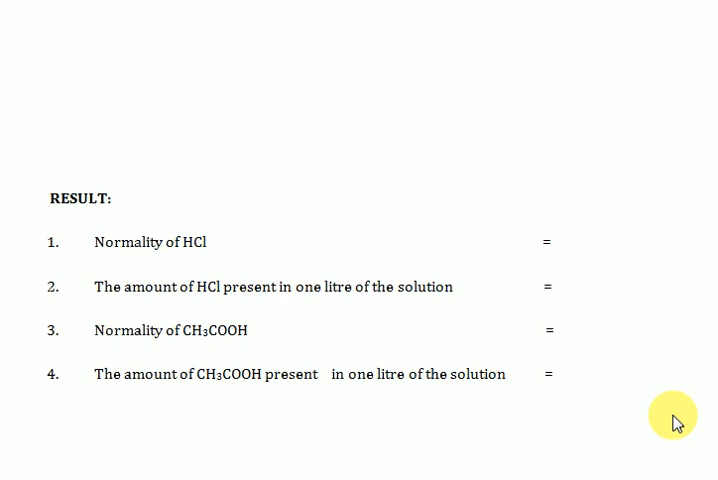 RESULT:
1. Normality of HCl =
2. The amount of HCl present in one litre of the solution =
3. Normality of CH₃COOH =
4. The amount of CH₃COOH present in one litre of the solution =